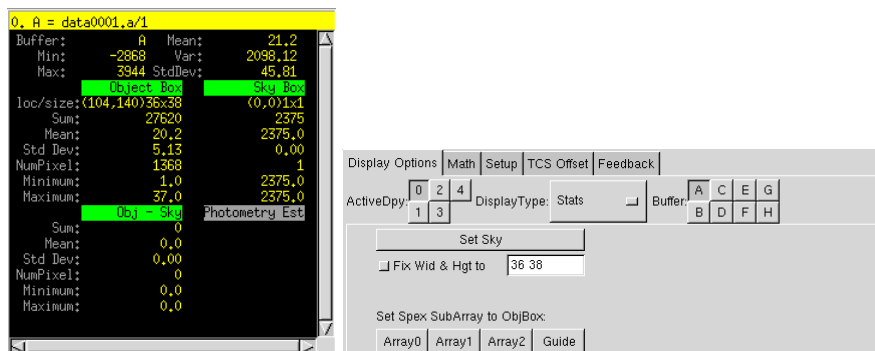 0. A = data0001.a/1
Buffer: A Mean: 21.2
Min: -2868 Var: 2098.12
Max: 3944 StdDev: 45.81
Object Box Sky Box
loc/size:(104,140)36x38 (0,0)1x1
Sum: 27620 2375
Mean: 20.2 2375.0
Std Dev: 5.13 0.00
NumPixel: 1368 1
Minimum: 1.0 2375.0
Maximum: 37.0 2375.0
Obj - Sky Photometry Est
Sum: 0
Mean: 0.0
Std Dev: 0.00
NumPixel: 0
Minimum: 0.0
Maximum: 0.0
Display Options Math Setup TCS Offset Feedback
ActiveDpy: 0 2 4 DisplayType: Stats Buffer: A C E G
1 3 B D F H
Set Sky
Fix Wid & Hgt to 36 38
Set Spex SubArray to ObjBox:
Array0 Array1 Array2 Guide